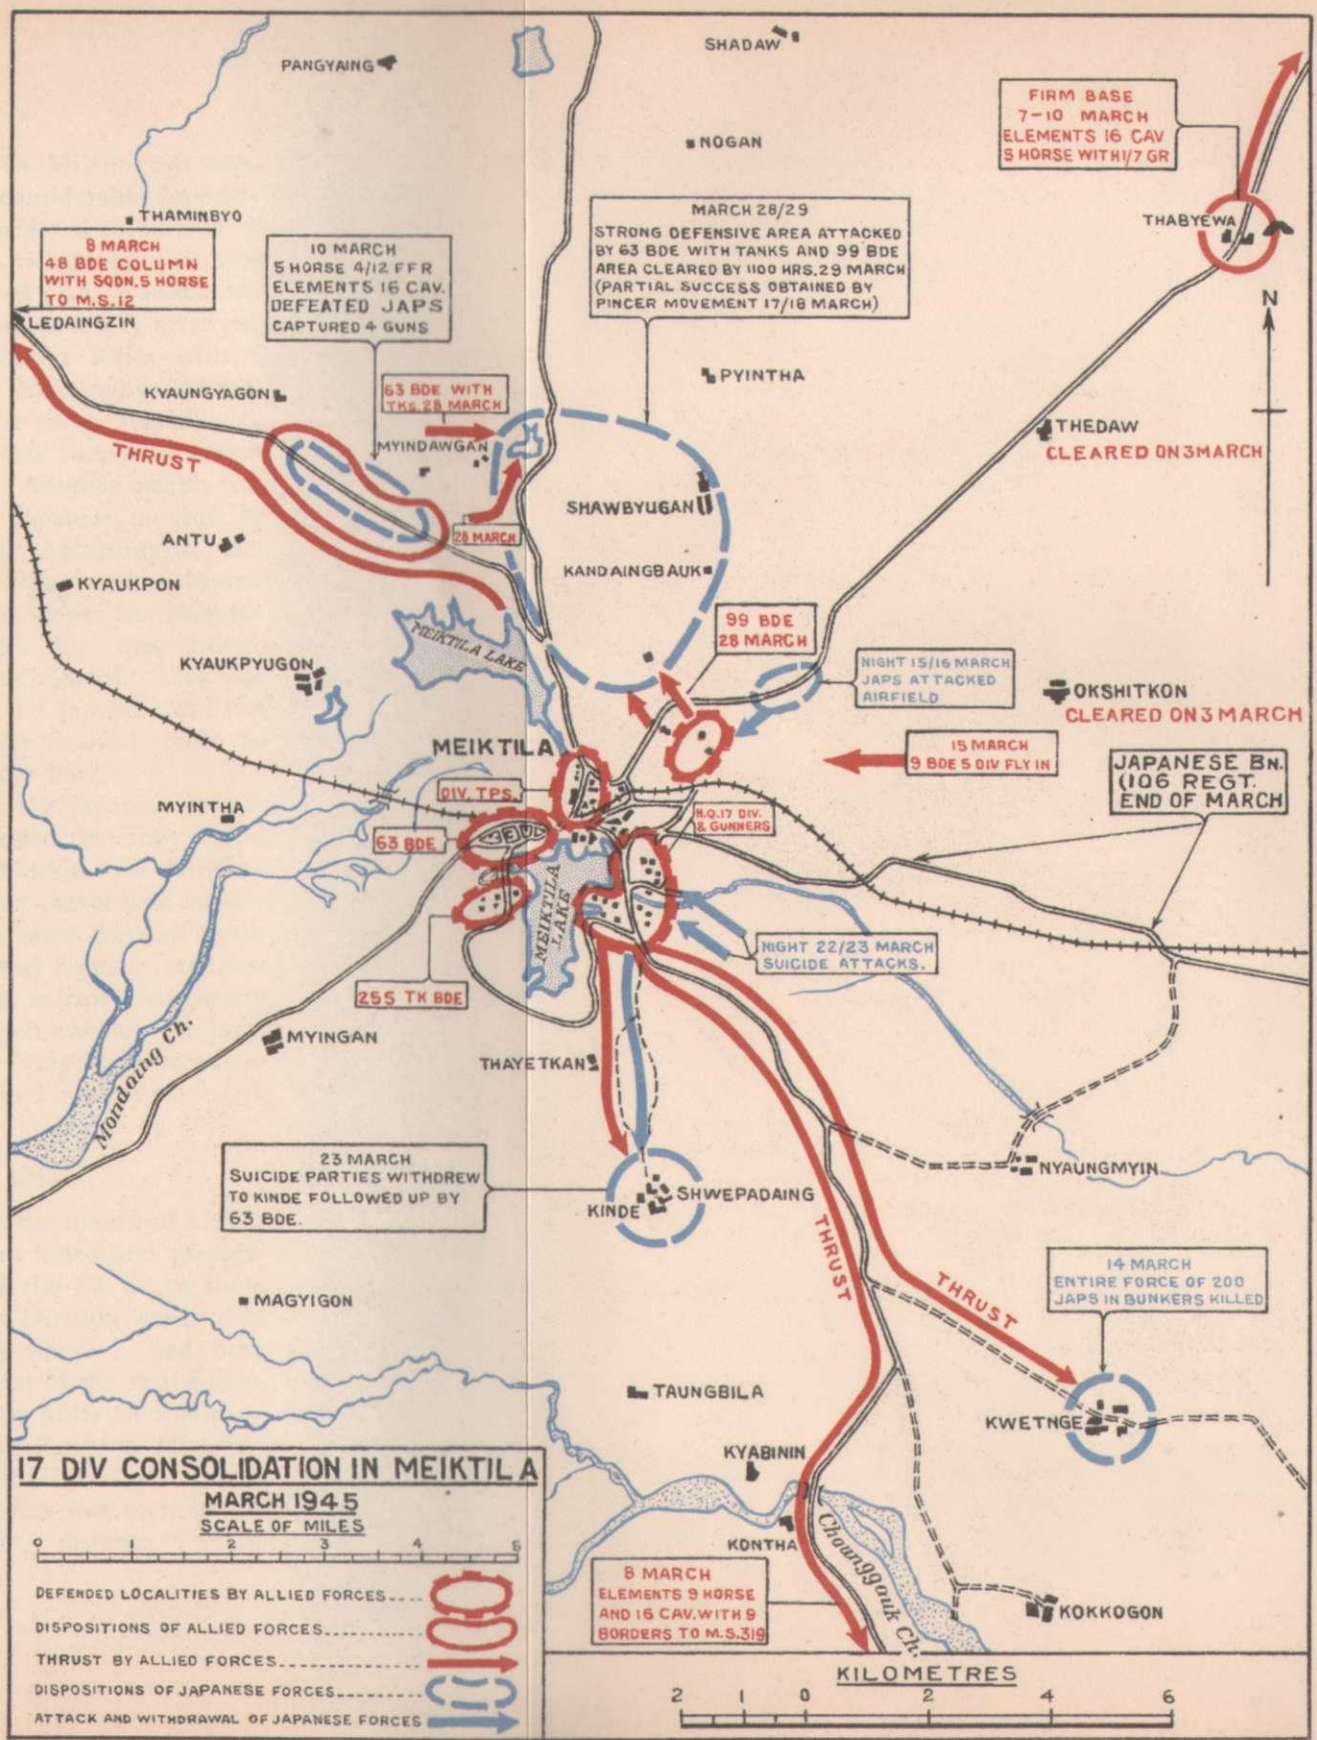 PANGYAING
SHADAW
NOGAN
FIRM BASE
7-10 MARCH
ELEMENTS 16 CAV
5 HORSE WITH 1/7 GR
THABYEWA
THAMINBYO
8 MARCH
48 BDE COLUMN
WITH SQDN. 5 HORSE
TO M.S.12
LEDAINGZIN
10 MARCH
5 HORSE 4/12 FFR
ELEMENTS 16 CAV.
DEFEATED JAPS
CAPTURED 4 GUNS
MARCH 28/29
STRONG DEFENSIVE AREA ATTACKED
BY 63 BDE WITH TANKS AND 99 BDE
AREA CLEARED BY 1100 HRS. 29 MARCH
(PARTIAL SUCCESS OBTAINED BY
PINCER MOVEMENT 17/18 MARCH)
N
KYAUNGYAGON
63 BDE WITH
TKS. 28 MARCH
PYINTHA
THEDAW
CLEARED ON 3 MARCH
THRUST
MYINDAWGAN
SHAWBYUGAN
28 MARCH
ANTU
KYAUKPON
KANDAINGBAUK
MEIKTILA LAKE
99 BDE
28 MARCH
KYAUKPYUGON
NIGHT 15/16 MARCH
JAPS ATTACKED
AIRFIELD
OKSHITKON
CLEARED ON 3 MARCH
MEIKTILA
15 MARCH
9 BDE 5 DIV FLY IN
JAPANESE BN.
(106 REGT.
END OF MARCH
DIV. TPS.
MYINTHA
H.Q. 17 DIV.
& GUNNERS
63 BDE
MEIKTILA
LAKE
NIGHT 22/23 MARCH
SUICIDE ATTACKS.
255 TK BDE
MYINGAN
Mondaing Ch.
THAYETKAN
23 MARCH
SUICIDE PARTIES WITHDREW
TO KINDE FOLLOWED UP BY
63 BDE.
NYAUNGMYIN
SHWEPADAING
KINDE
THRUST
THRUST
14 MARCH
ENTIRE FORCE OF 200
JAPS IN BUNKERS KILLED
MAGYIGON
TAUNGBILA
KWETNGE
KYABININ
KONTHA
Chounggauk Ch.
8 MARCH
ELEMENTS 9 HORSE
AND 16 CAV. WITH 9
BORDERS TO M.S.319
KOKKOGON
17 DIV CONSOLIDATION IN MEIKTILA
MARCH 1945
SCALE OF MILES
0 1 2 3 4 5
DEFENDED LOCALITIES BY ALLIED FORCES....
DISPOSITIONS OF ALLIED FORCES............
THRUST BY ALLIED FORCES..................
DISPOSITIONS OF JAPANESE FORCES..........
ATTACK AND WITHDRAWAL OF JAPANESE FORCES
KILOMETRES
2 1 0 2 4 6